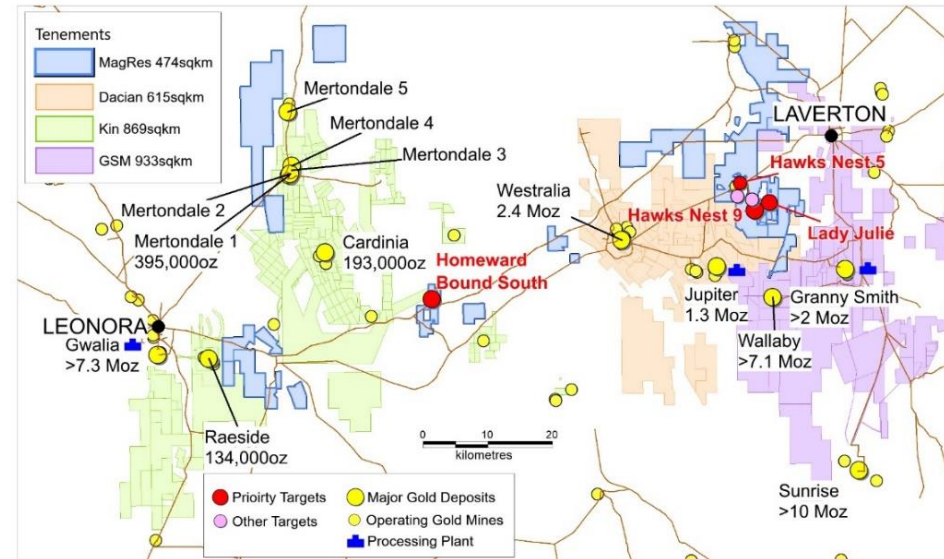 Tenements
MagRes 474sqkm
Dacian 615sqkm
Kin 869sqkm
GSM 933sqkm
Mertondale 5
Mertondale 4
Mertondale 3
Mertondale 2
Mertondale 1
395,000oz
Cardinia
193,000oz
Homeward
Bound South
Westralia
2.4 Moz
LAVERTON
Hawks Nest 5
Hawks Nest 9
Lady Julie
Jupiter
1.3 Moz
Granny Smith
>2 Moz
Wallaby
>7.1 Moz
LEONORA
Gwalia
>7.3 Moz
Raeside
134,000oz
Sunrise
>10 Moz
0 10 20
kilometres
Prioirty Targets
Other Targets
Major Gold Deposits
Operating Gold Mines
Processing Plant